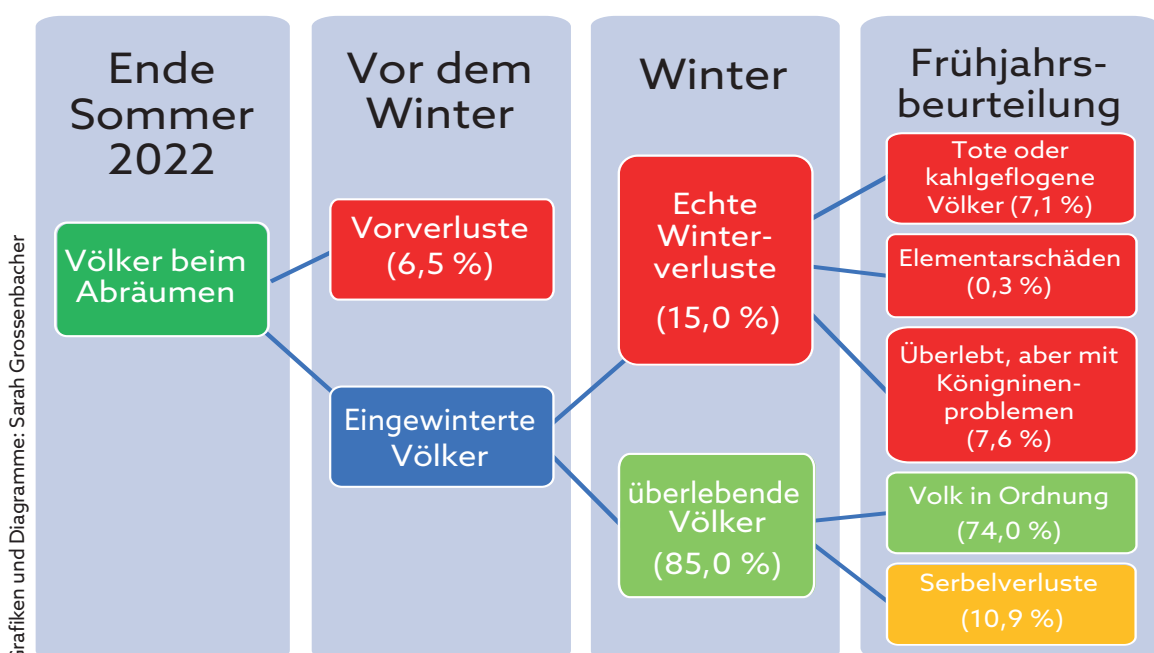 Ende
Sommer
2022
Völker beim
Abräumen
Vor dem
Winter
Vorverluste
(6,5 %)
Eingewinterte
Völker
Winter
Echte
Winter-
verluste
(15,0 %)
überlebende
Völker
(85,0 %)
Frühjahrs-
beurteilung
Tote oder
kahlgeflogene
Völker (7,1 %)
Elementarschäden
(0,3 %)
Überlebt, aber mit
Königninen-
problemen
(7,6 %)
Volk in Ordnung
(74,0 %)
Serbelverluste
(10,9 %)
Grafiken und Diagramme: Sarah Grossenbacher